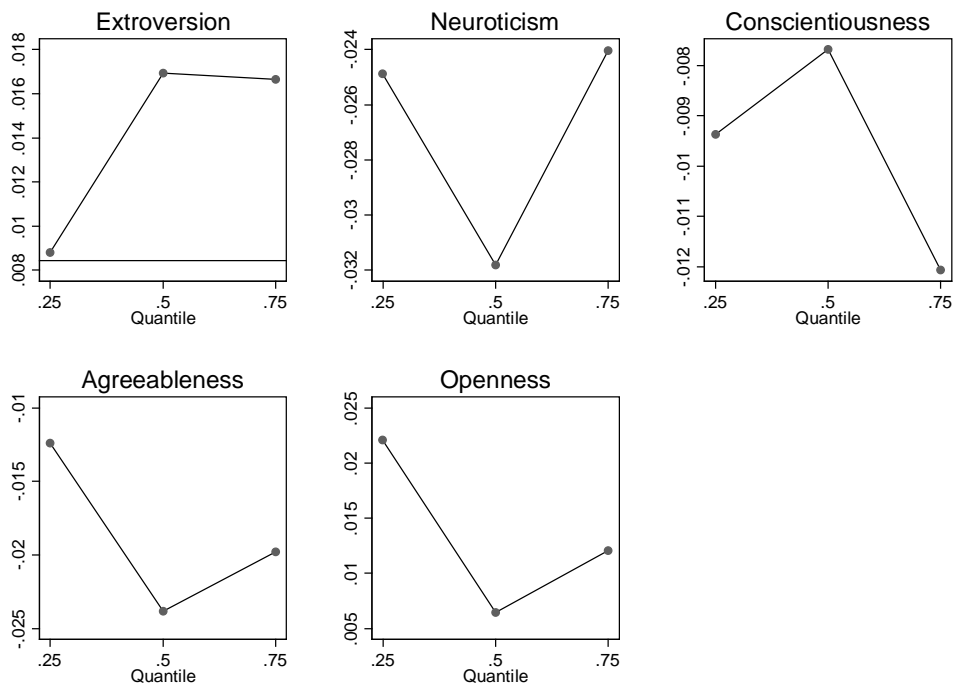 Extroversion
.018
.016
.014
.012
.01
.008
.25 .5 .75
Quantile
Neuroticism
-.024
-.026
-.028
-.03
-.032
.25 .5 .75
Quantile
Conscientiousness
-.008
-.009
-.01
-.011
-.012
.25 .5 .75
Quantile
Agreeableness
-.01
-.015
-.02
-.025
.25 .5 .75
Quantile
Openness
.025
.02
.015
.01
.005
.25 .5 .75
Quantile